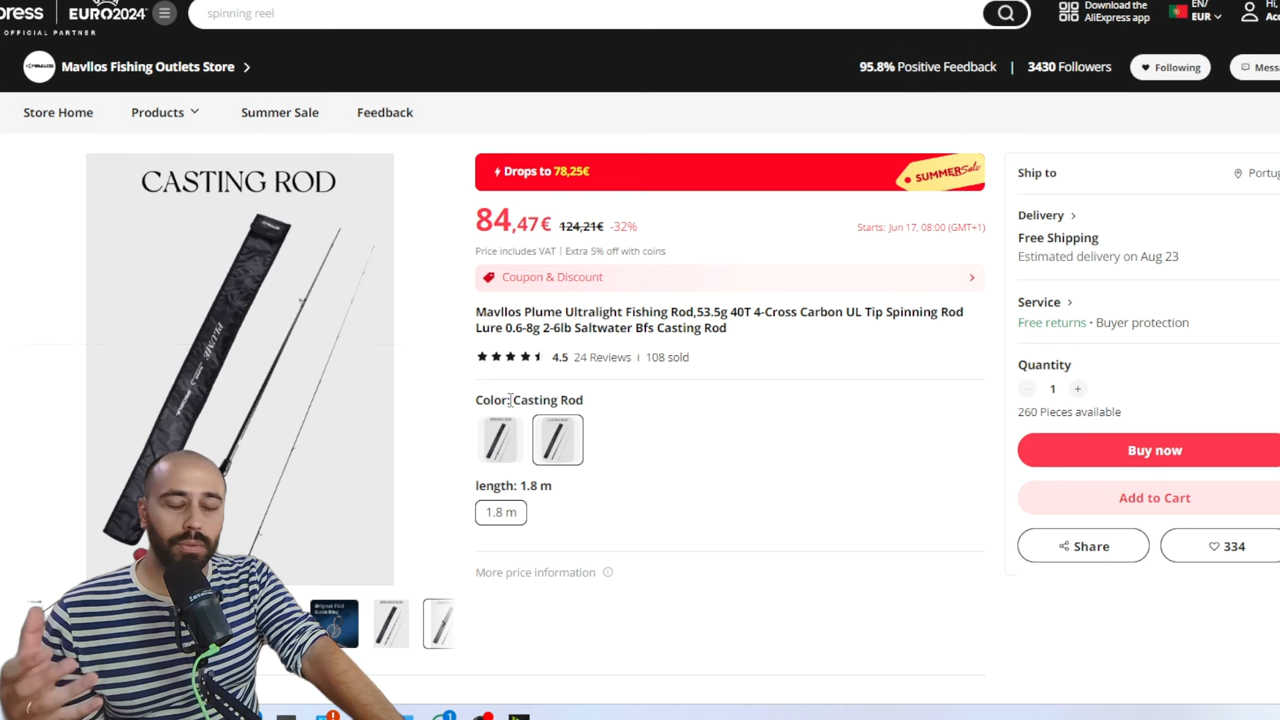 press
EURO2024
OFFICIAL PARTNER
spinning reel
Download the
AliExpress app
EN/
EUR
Hi,
Mavllos Fishing Outlets Store
95.8% Positive Feedback | 3430 Followers
Following
Store Home
Products
Summer Sale
Feedback
CASTING ROD
PLUME
Drops to 78,25€
SUMMER Sale
84,47€ 124,21€ -32%
Starts: Jun 17, 08:00 (GMT+1)
Price includes VAT | Extra 5% off with coins
Coupon & Discount
Mavllos Plume Ultralight Fishing Rod,53.5g 40T 4-Cross Carbon UL Tip Spinning Rod
Lure 0.6-8g 2-6lb Saltwater Bfs Casting Rod
4.5 24 Reviews | 108 sold
Color: Casting Rod
length: 1.8 m
1.8 m
More price information
Ship to
Portug
Delivery
Free Shipping
Estimated delivery on Aug 23
Service
Free returns · Buyer protection
Quantity
1
260 Pieces available
Buy now
Add to Cart
Share
334